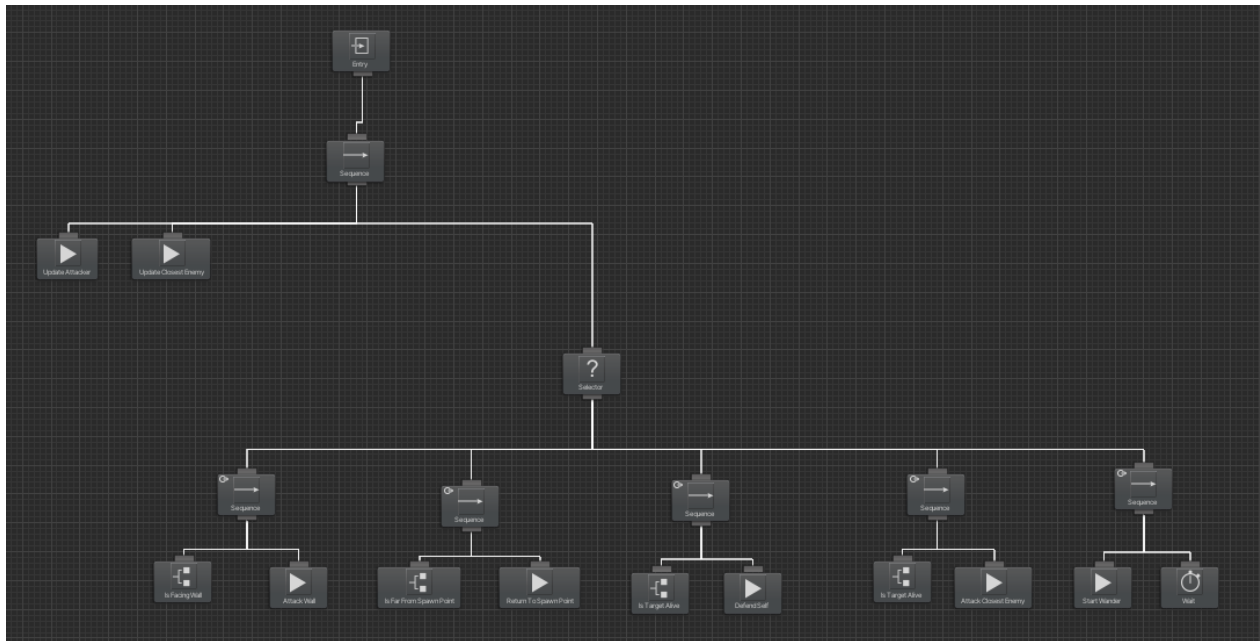 Entry
Sequence
Update Attacker
Update Closest Enemy
?
Selector
Sequence
Sequence
Sequence
Sequence
Sequence
Is Facing Wall
Attack Wall
Is Far From Spawn Point
Return To Spawn Point
Is Target Alive
Defend Self
Is Target Alive
Attack Closest Enemy
Start Wander
Wait